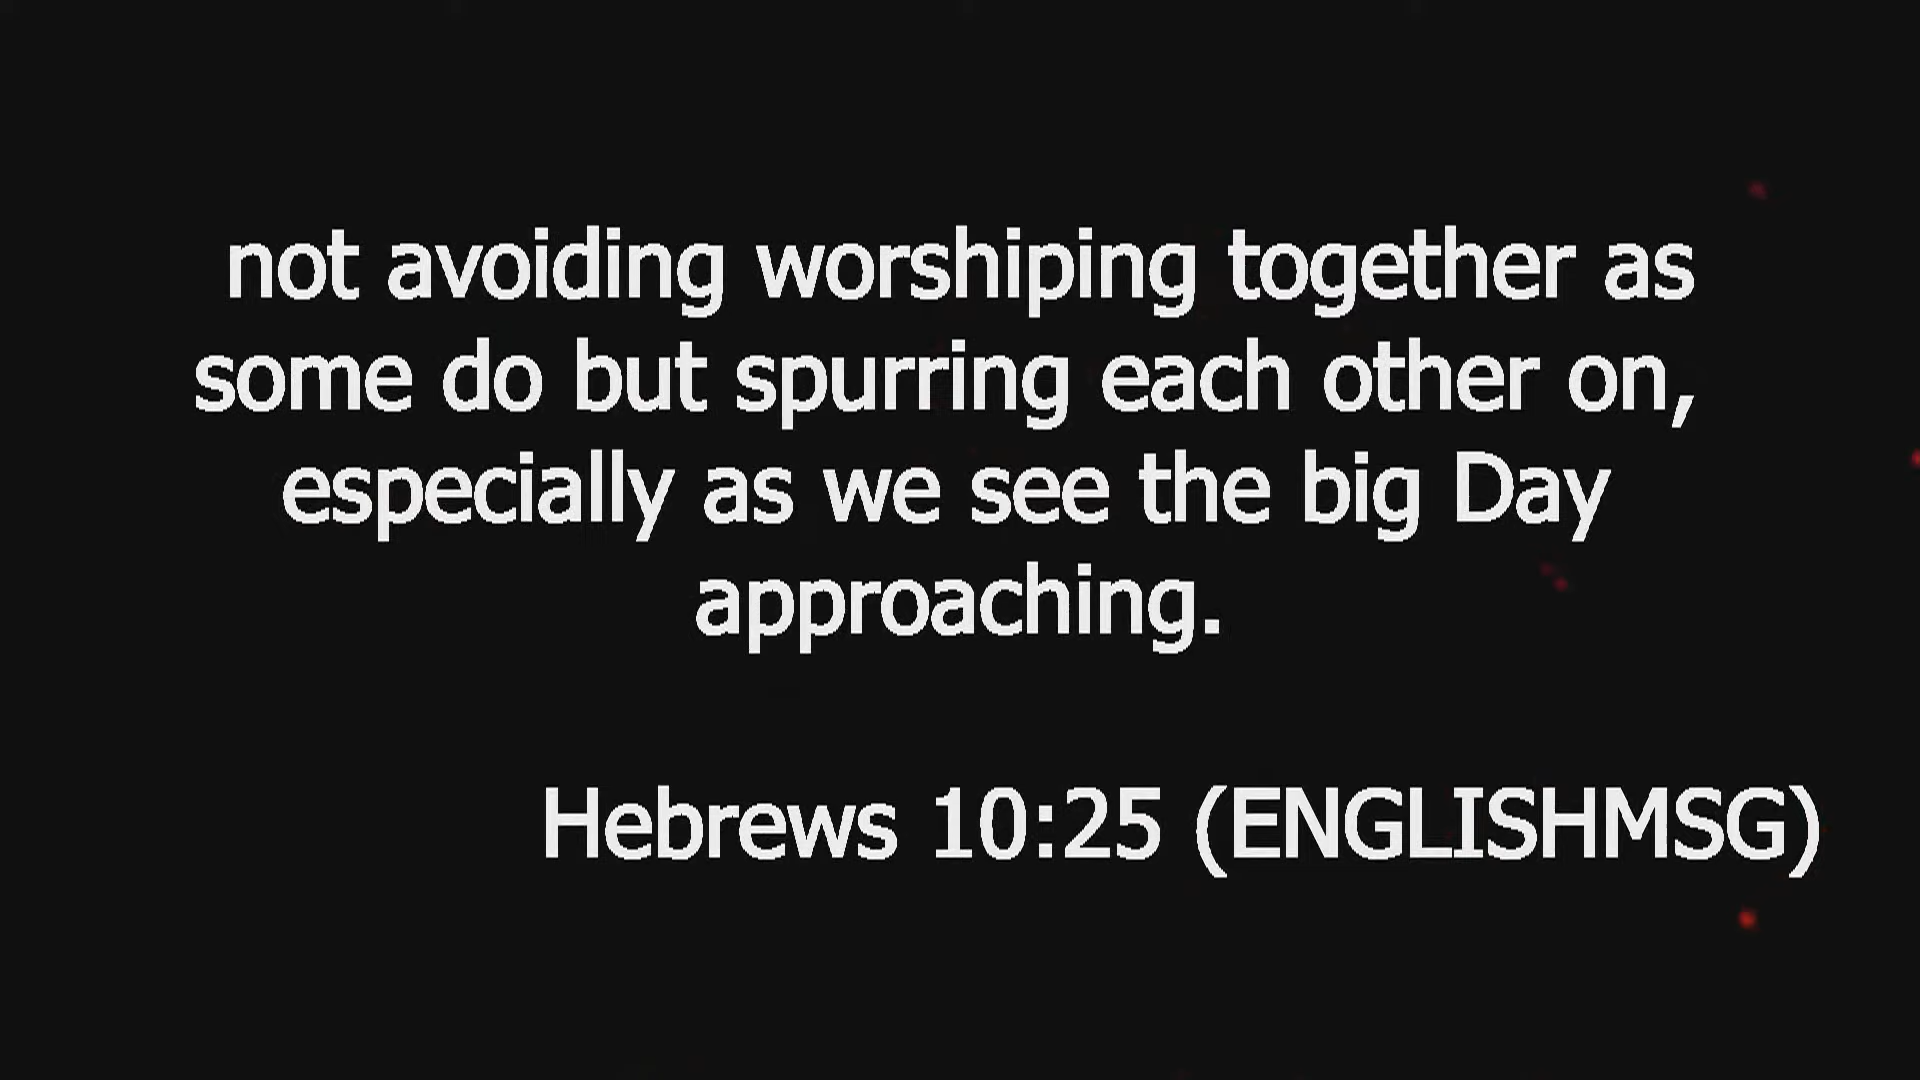 not avoiding worshiping together as
some do but spurring each other on,
especially as we see the big Day
approaching.
Hebrews 10:25 (ENGLISHMSG)